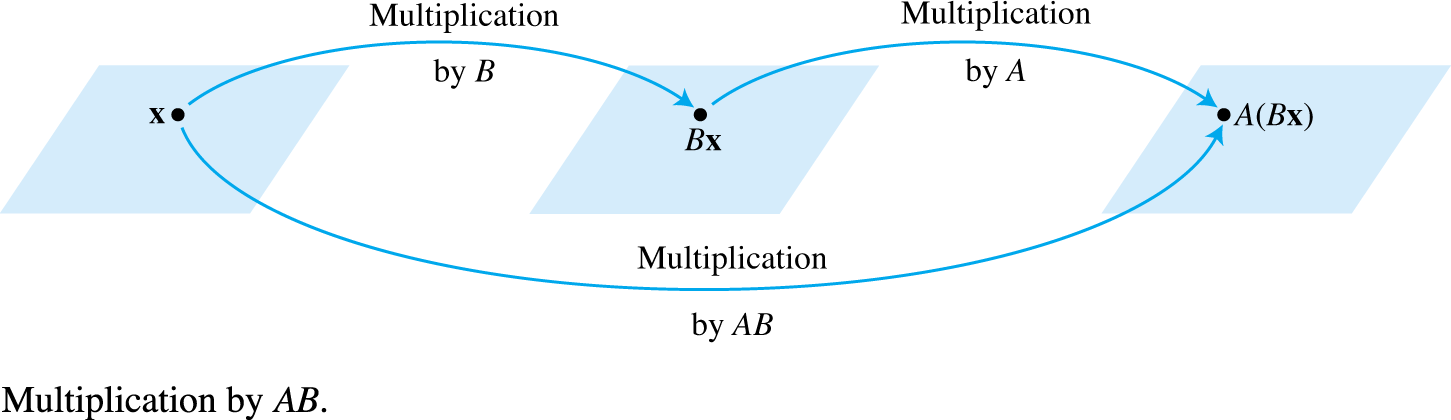 Multiplication
by B
Multiplication
by A
x
Bx
A(Bx)
Multiplication
by AB
Multiplication by AB.